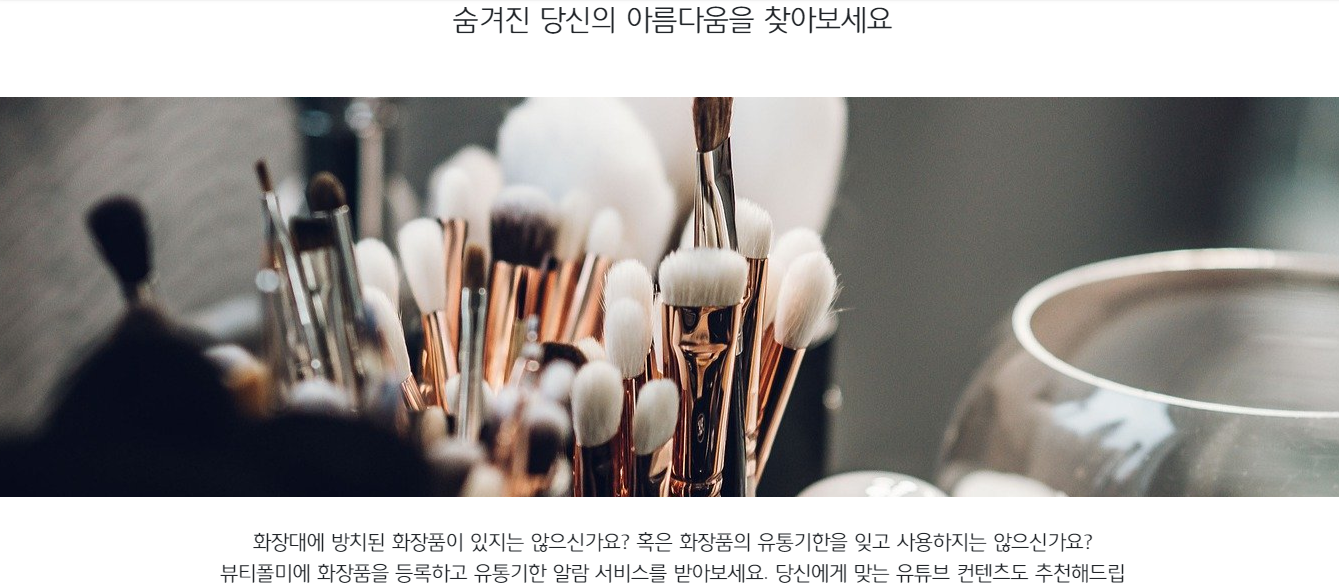 숨겨진 당신의 아름다움을 찾아보세요
화장대에 방치된 화장품이 있지는 않으신가요? 혹은 화장품의 유통기한을 잊고 사용하지는 않으신가요?
뷰티폴미에 화장품을 등록하고 유통기한 알람 서비스를 받아보세요. 당신에게 맞는 유튜브 컨텐츠도 추천해드립